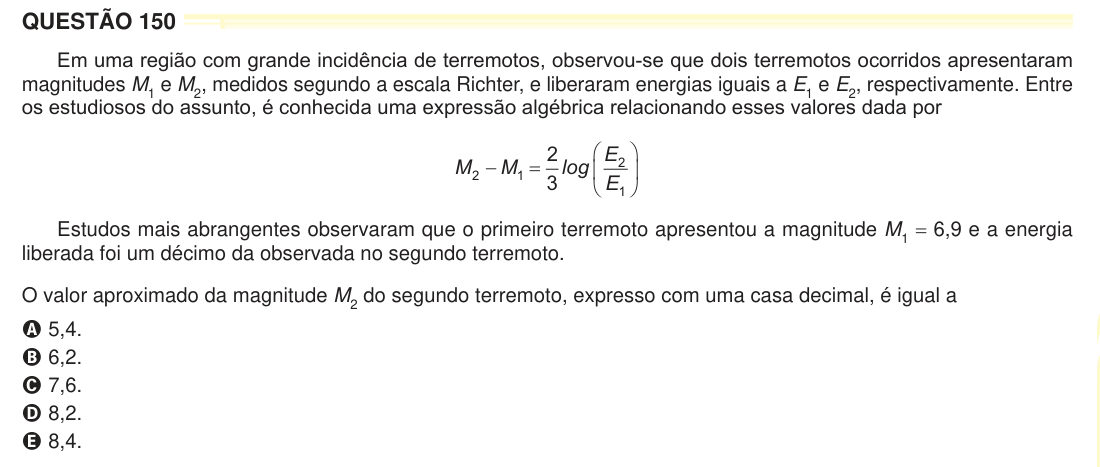 QUESTÃO 150
Em uma região com grande incidência de terremotos, observou-se que dois terremotos ocorridos apresentaram
magnitudes M₁ e M₂, medidos segundo a escala Richter, e liberaram energias iguais a E₁ e E₂, respectivamente. Entre
os estudiosos do assunto, é conhecida uma expressão algébrica relacionando esses valores dada por
M₂ − M₁ = 2/3 log(E₂/E₁)
Estudos mais abrangentes observaram que o primeiro terremoto apresentou a magnitude M₁ = 6,9 e a energia
liberada foi um décimo da observada no segundo terremoto.
O valor aproximado da magnitude M₂ do segundo terremoto, expresso com uma casa decimal, é igual a
A 5,4.
B 6,2.
C 7,6.
D 8,2.
E 8,4.